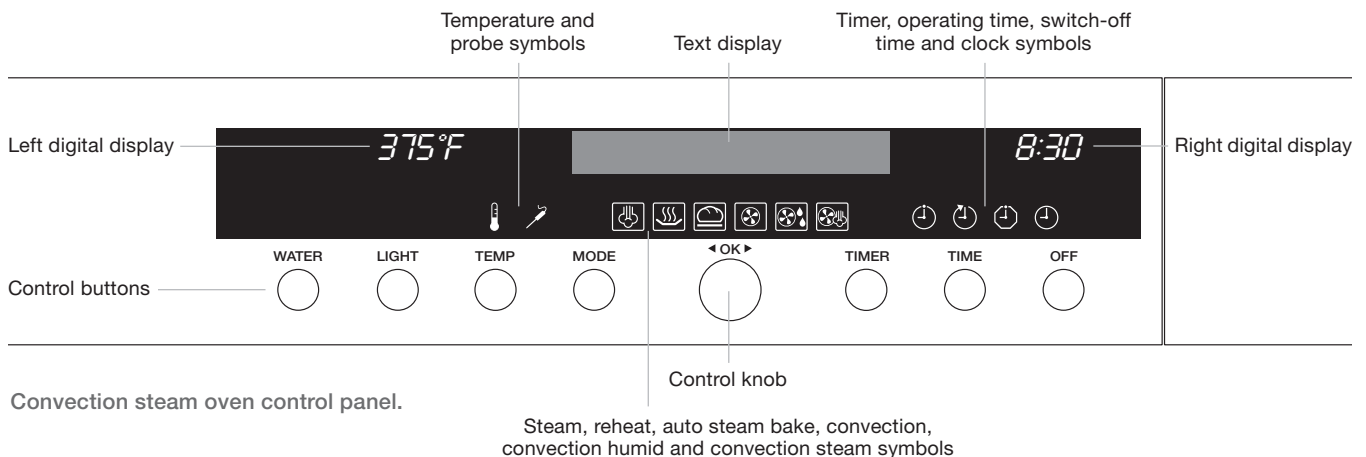 Temperature and
probe symbols
Text display
Timer, operating time, switch-off
time and clock symbols
Left digital display
375°F
8:30
Right digital display
WATER
LIGHT
TEMP
MODE
◄OK►
TIMER
TIME
OFF
Control buttons
Control knob
Convection steam oven control panel.
Steam, reheat, auto steam bake, convection,
convection humid and convection steam symbols